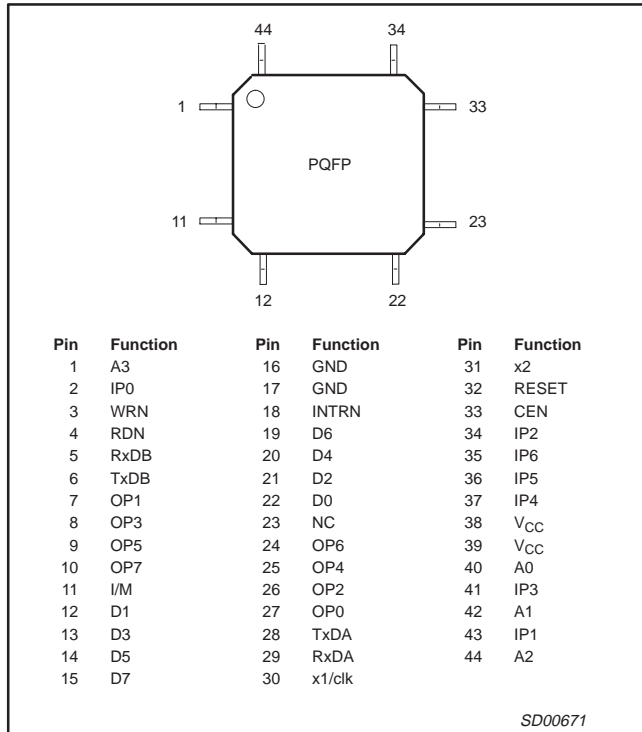 44 34
1 33
PQFP
11 23
12 22
Pin Function Pin Function Pin Function
1 A3 16 GND 31 x2
2 IP0 17 GND 32 RESET
3 WRN 18 INTRN 33 CEN
4 RDN 19 D6 34 IP2
5 RxDB 20 D4 35 IP6
6 TxDB 21 D2 36 IP5
7 OP1 22 D0 37 IP4
8 OP3 23 NC 38 VCC
9 OP5 24 OP6 39 VCC
10 OP7 25 OP4 40 A0
11 I/M 26 OP2 41 IP3
12 D1 27 OP0 42 A1
13 D3 28 TxDA 43 IP1
14 D5 29 RxDA 44 A2
15 D7 30 x1/clk
SD00671